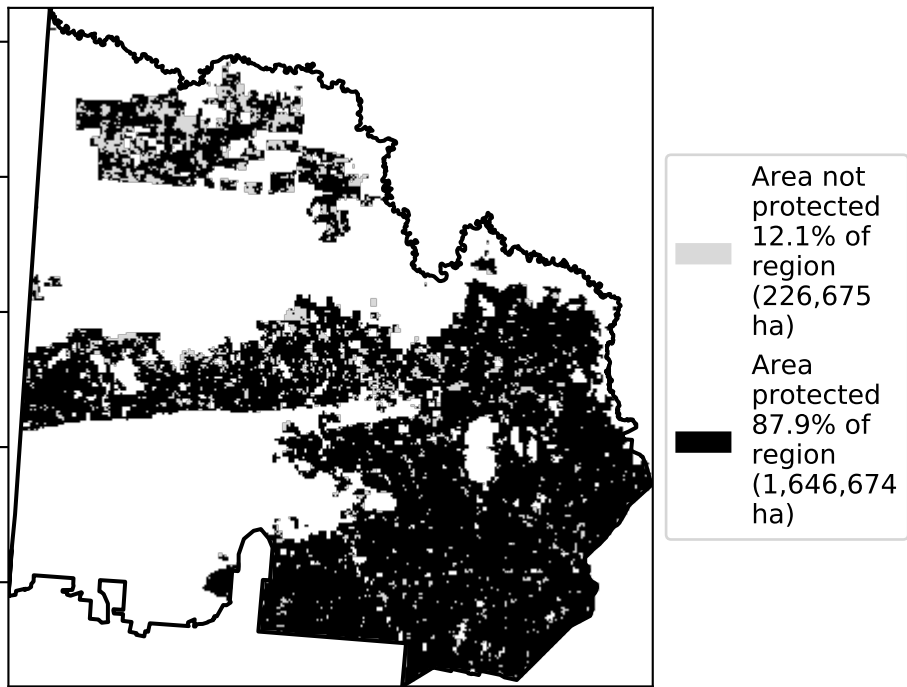 Area not
protected
12.1% of
region
(226,675
ha)
Area
protected
87.9% of
region
(1,646,674
ha)